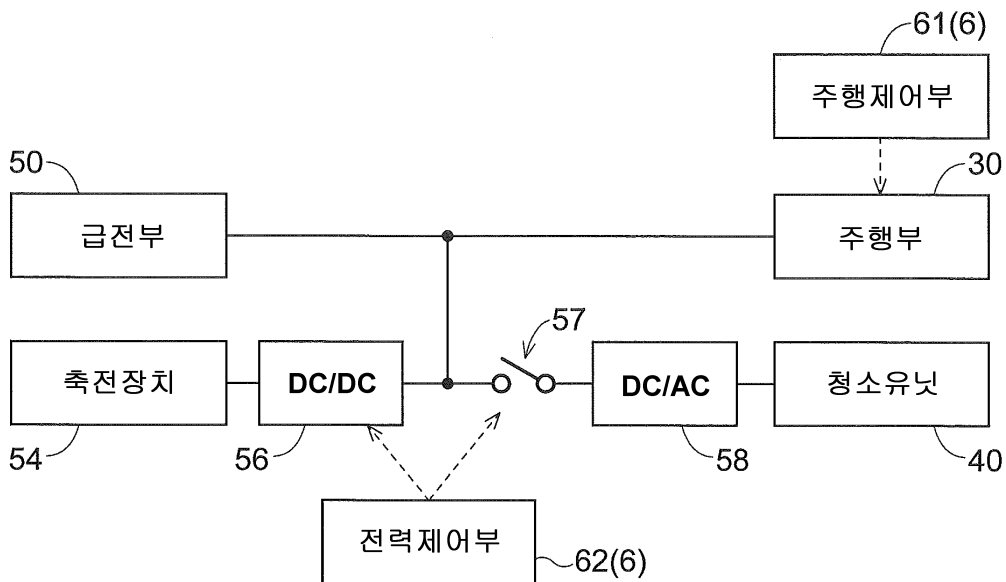 61(6)
주행제어부
50
30
급전부
주행부
57
축전장치
DC/DC
DC/AC
청소유닛
54
56
58
40
전력제어부
62(6)